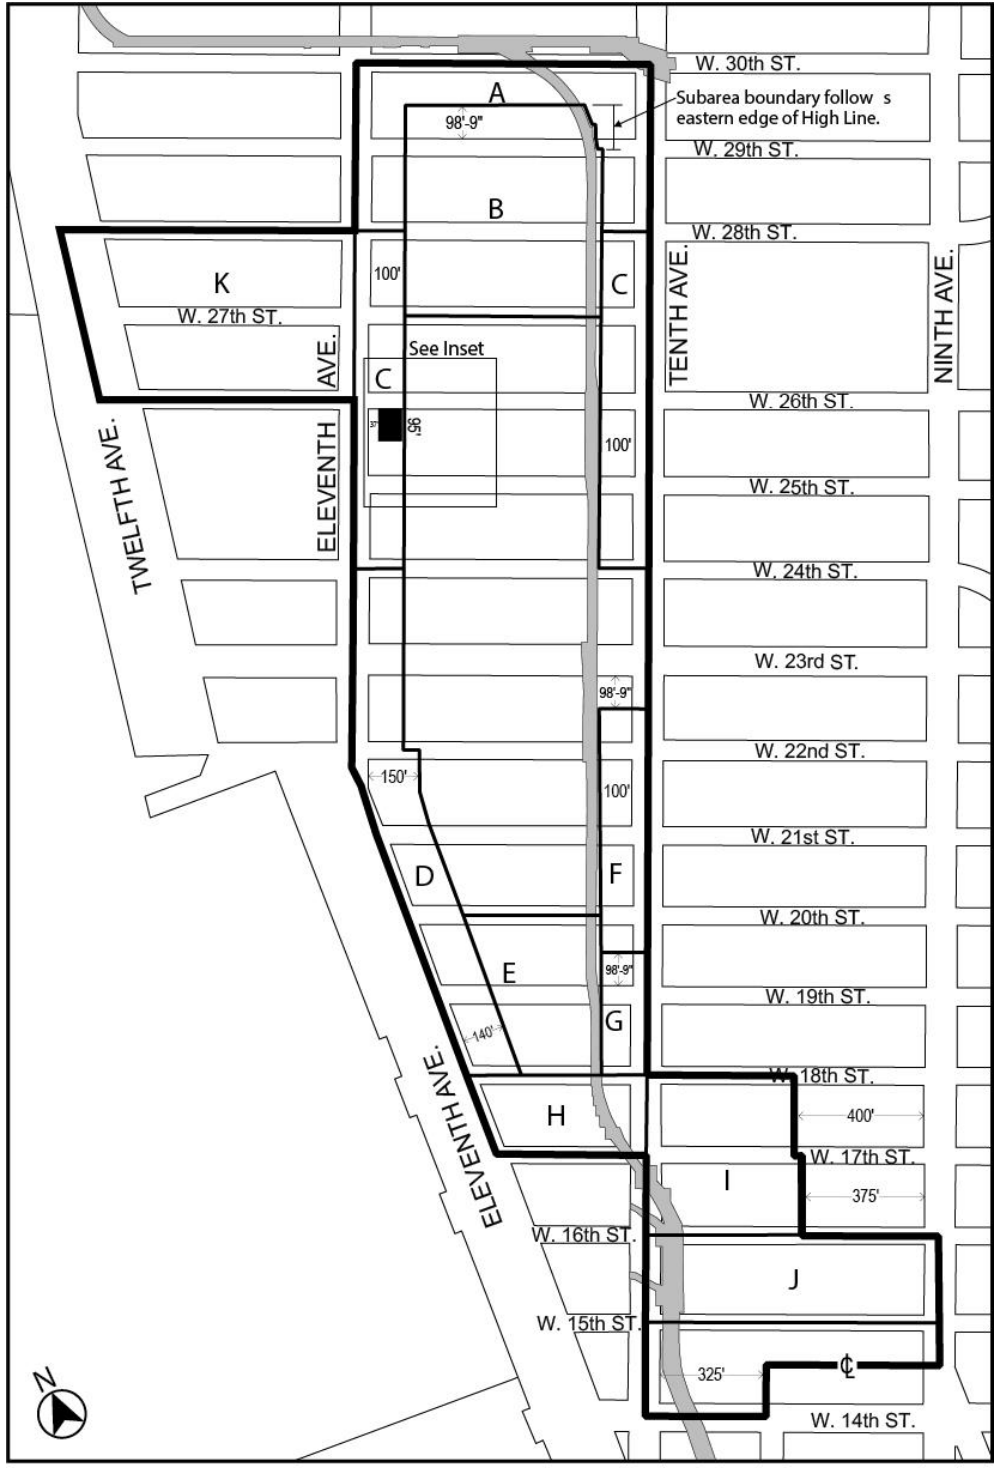 W. 30th ST.
A
Subarea boundary follow s
eastern edge of High Line.
98'-9"
W. 29th ST.
B
W. 28th ST.
K
100'
C
TENTH AVE.
NINTH AVE.
W. 27th ST.
See Inset
AVE.
C
W. 26th ST.
37'
95'
100'
TWELFTH AVE.
ELEVENTH
W. 25th ST.
W. 24th ST.
W. 23rd ST.
98'-9"
W. 22nd ST.
150'
100'
W. 21st ST.
D
F
W. 20th ST.
E
98'-9"
W. 19th ST.
G
140'
W. 18th ST.
ELEVENTH AVE.
H
400'
W. 17th ST.
I
375'
W. 16th ST.
J
W. 15th ST.
℄
325'
N
W. 14th ST.